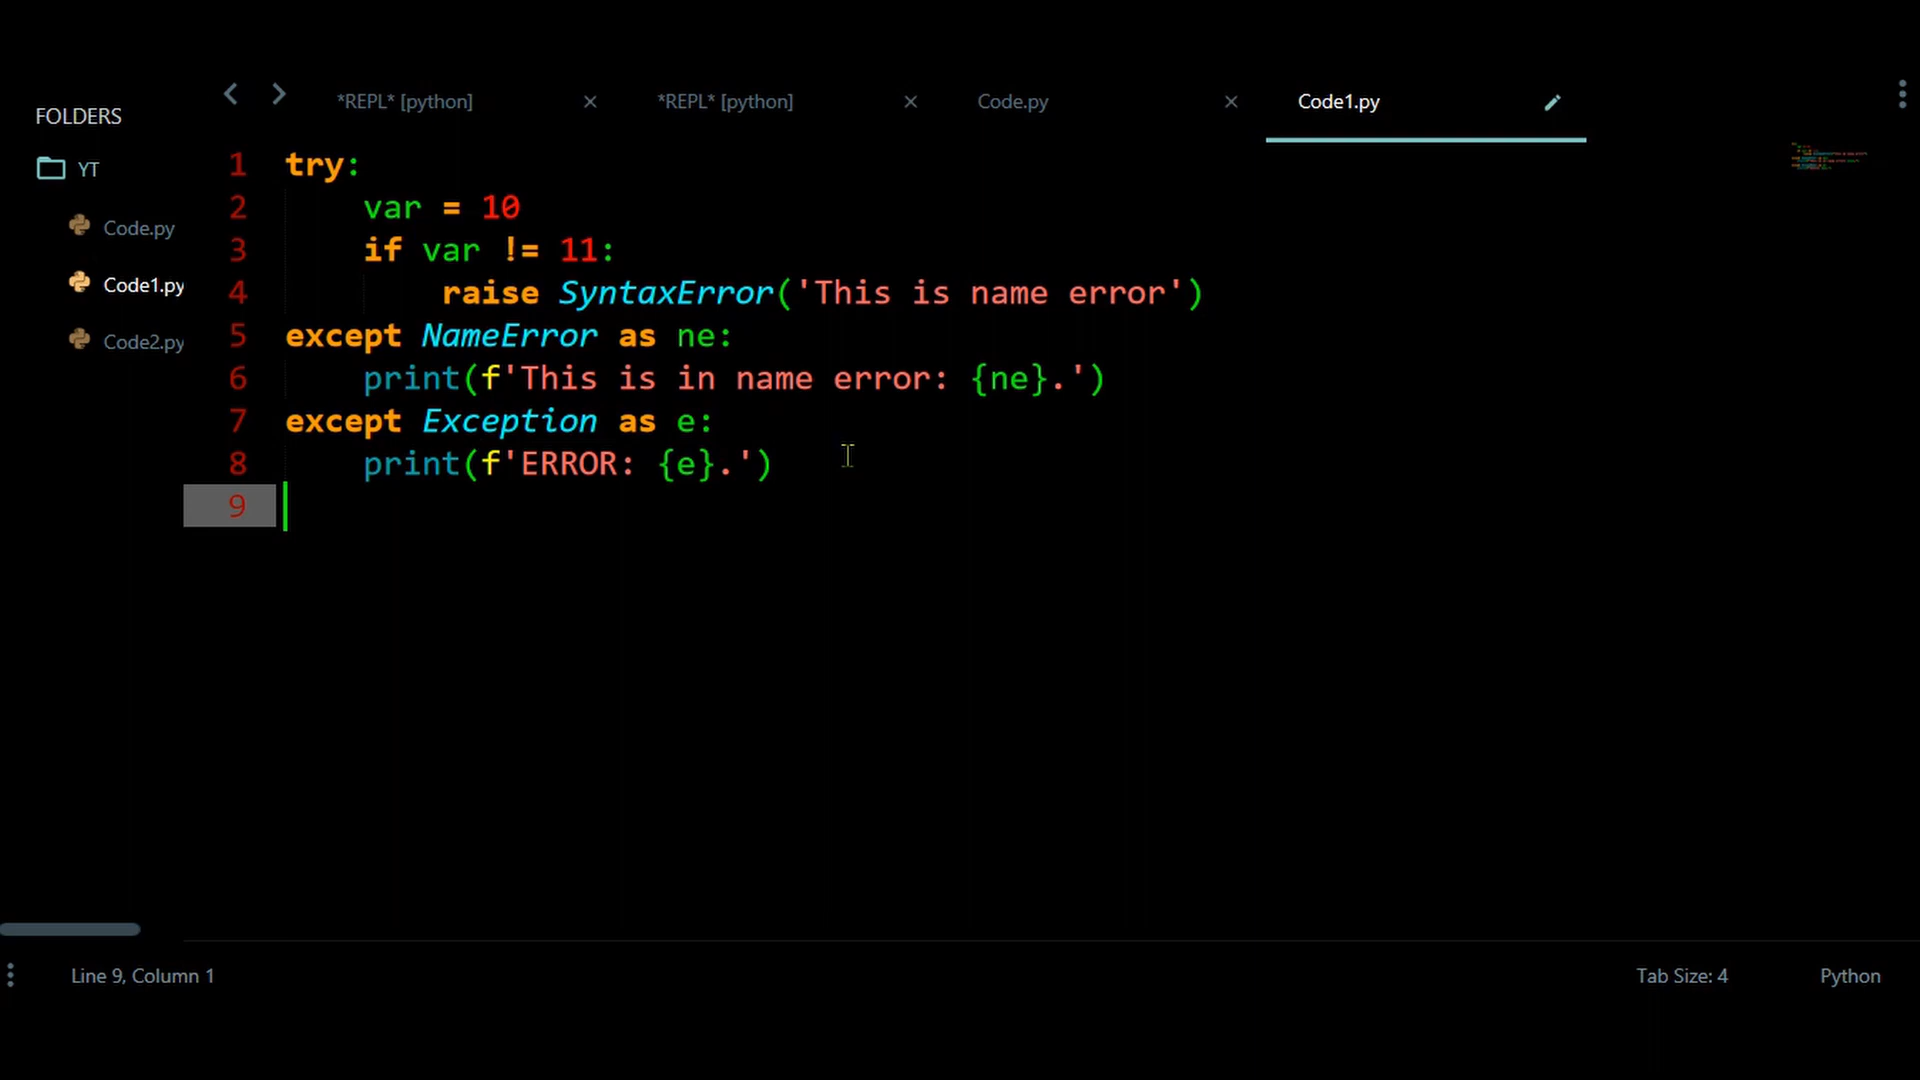 FOLDERS
YT
Code.py
Code1.py
Code2.py
*REPL* [python]
*REPL* [python]
Code.py
Code1.py
1 try:
2     var = 10
3     if var != 11:
4         raise SyntaxError('This is name error')
5 except NameError as ne:
6     print(f'This is in name error: {ne}.')
7 except Exception as e:
8     print(f'ERROR: {e}.')
9
Line 9, Column 1
Tab Size: 4
Python